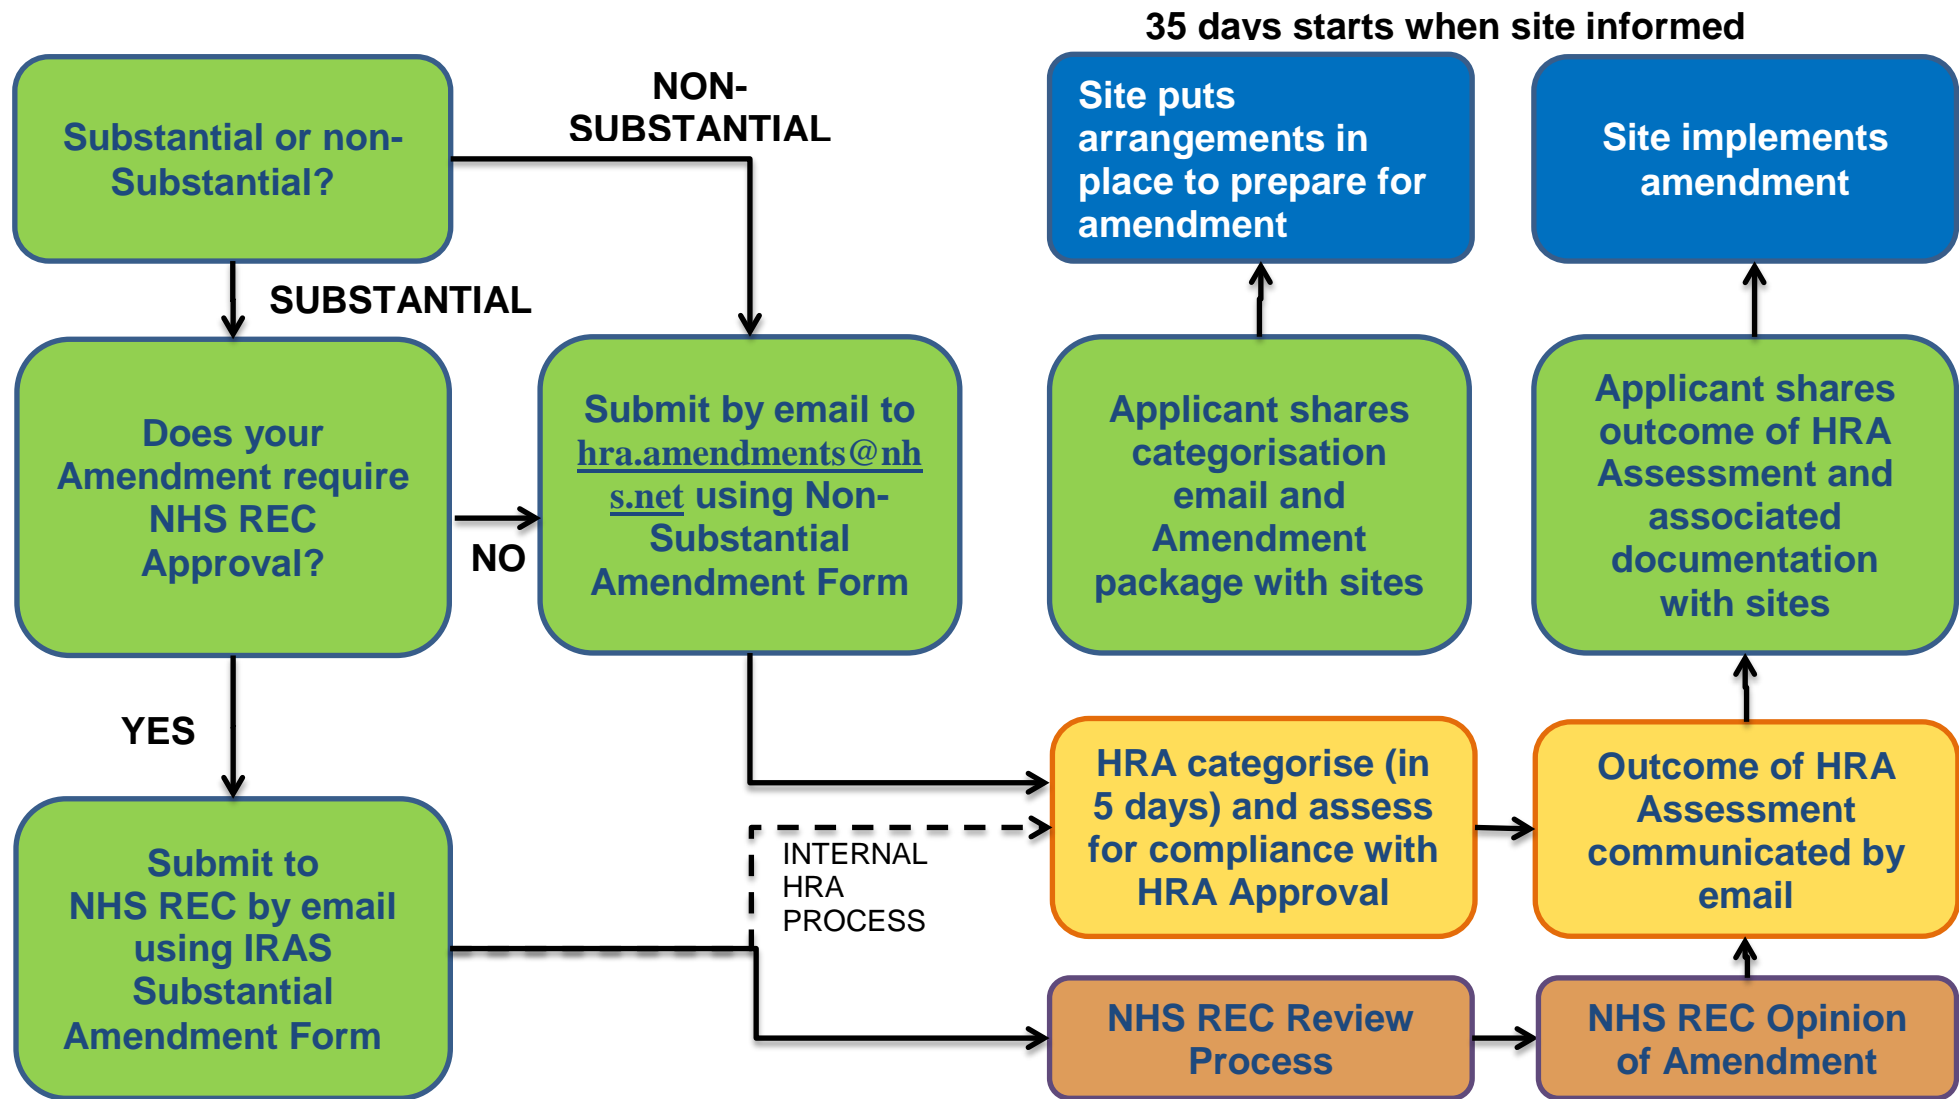 35 days starts when site informed
Substantial or non-
Substantial?
NON-
SUBSTANTIAL
Site puts
arrangements in
place to prepare for
amendment
Site implements
amendment
SUBSTANTIAL
Does your
Amendment require
NHS REC
Approval?
NO
Submit by email to
hra.amendments@nh
s.net using Non-
Substantial
Amendment Form
Applicant shares
categorisation
email and
Amendment
package with sites
Applicant shares
outcome of HRA
Assessment and
associated
documentation
with sites
YES
Submit to
NHS REC by email
using IRAS
Substantial
Amendment Form
INTERNAL
HRA
PROCESS
HRA categorise (in
5 days) and assess
for compliance with
HRA Approval
Outcome of HRA
Assessment
communicated by
email
NHS REC Review
Process
NHS REC Opinion
of Amendment